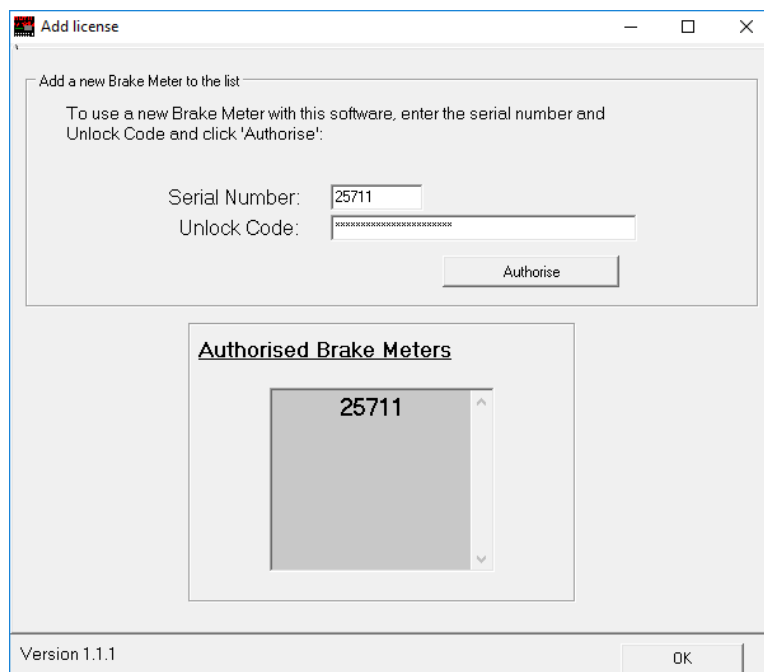 Add license
Add a new Brake Meter to the list
To use a new Brake Meter with this software, enter the serial number and
Unlock Code and click 'Authorise':
Serial Number: 25711
Unlock Code: ***********************
Authorise
Authorised Brake Meters
25711
Version 1.1.1
OK